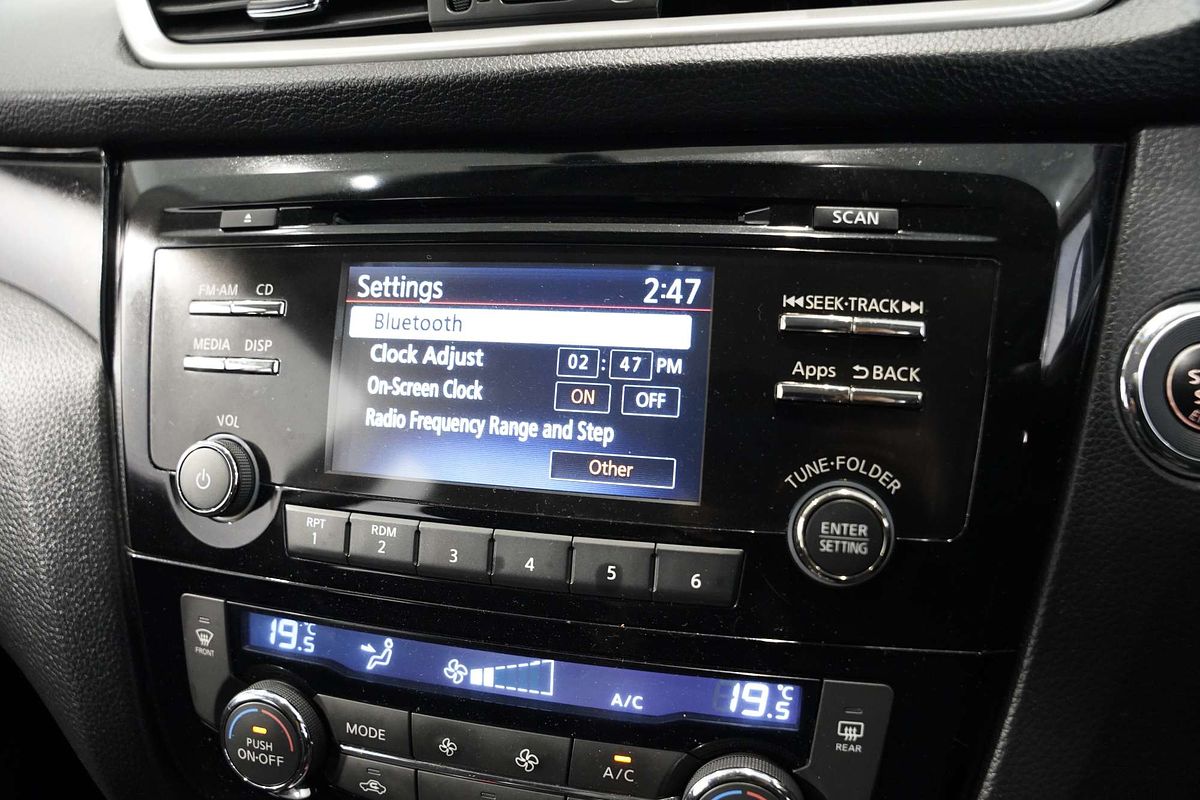 SCAN
FM·AM CD
MEDIA DISP
VOL
Settings 2:47
Bluetooth
Clock Adjust 02 : 47 PM
On-Screen Clock ON OFF
Radio Frequency Range and Step
Other
SEEK·TRACK
Apps BACK
TUNE·FOLDER
ENTER
SETTING
RPT
1
RDM
2
3
4
5
6
FRONT
19.5°C
A/C
19.5°C
REAR
PUSH
ON·OFF
MODE
A/C